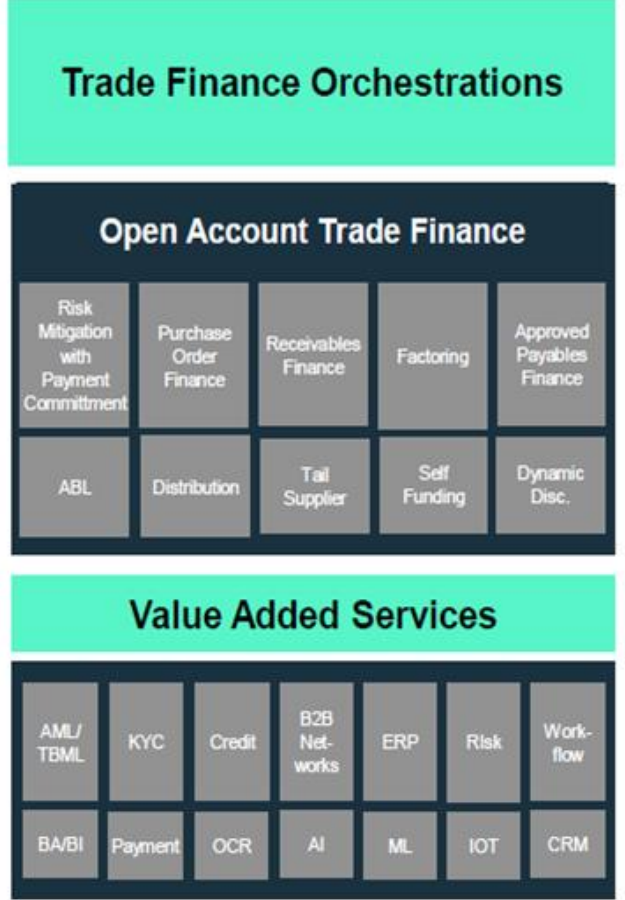 Trade Finance Orchestrations
Open Account Trade Finance
Risk
Mitigation
with
Payment
Committment
Purchase
Order
Finance
Receivables
Finance
Factoring
Approved
Payables
Finance
ABL
Distribution
Tail
Supplier
Self
Funding
Dynamic
Disc.
Value Added Services
AML/
TBML
KYC
Credit
B2B
Net-
works
ERP
RIsk
Work-
flow
BA/BI
Payment
OCR
AI
ML
IOT
CRM